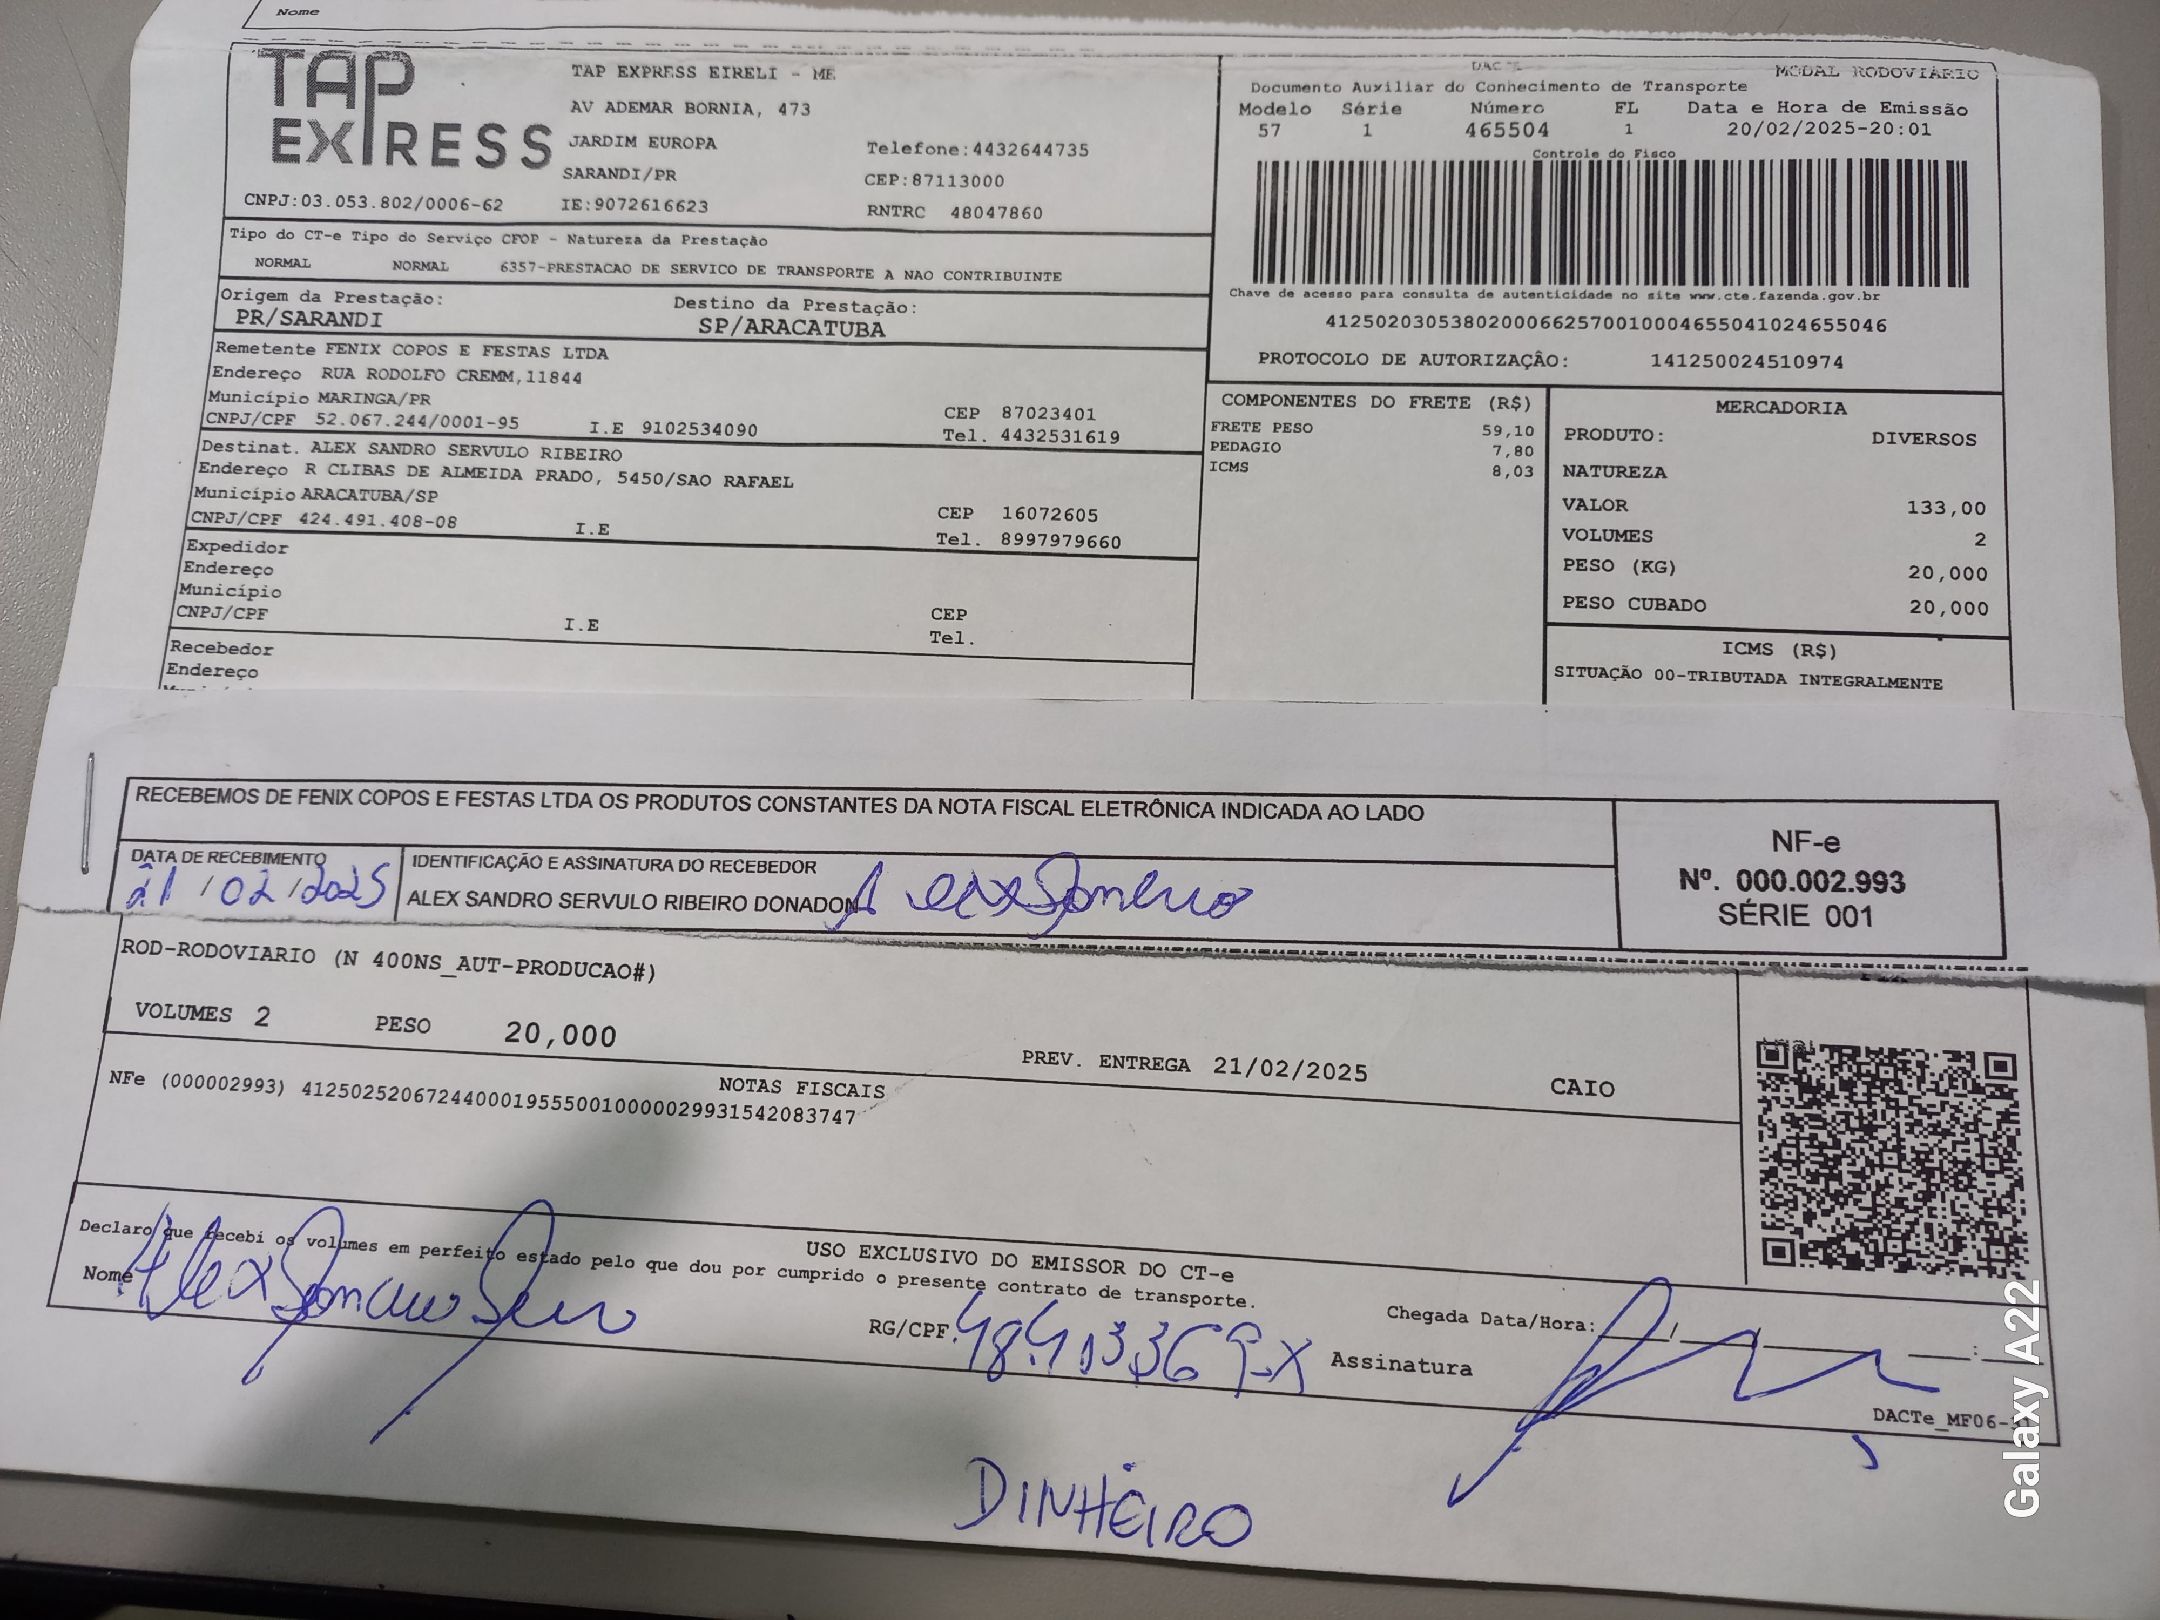 Nome
TAP EXPRESS
TAP EXPRESS EIRELI - ME
AV ADEMAR BORNIA, 473
JARDIM EUROPA
Telefone:4432644735
SARANDI/PR
CEP:87113000
CNPJ:03.053.802/0006-62 IE:9072616623 RNTRC 48047860
MODAL RODOVIÁRIO
Documento Auxiliar do Conhecimento de Transporte
Modelo Série Número FL Data e Hora de Emissão
57 1 465504 1 20/02/2025-20:01
Controle do Fisco
Chave de acesso para consulta de autenticidade no site www.cte.fazenda.gov.br
41250203053802000662570010004655041024655046
PROTOCOLO DE AUTORIZAÇÂO: 141250024510974
Tipo do CT-e Tipo do Serviço CFOP - Natureza da Prestação
NORMAL NORMAL 6357-PRESTACAO DE SERVICO DE TRANSPORTE A NAO CONTRIBUINTE
Origem da Prestação: Destino da Prestação:
PR/SARANDI SP/ARACATUBA
Remetente FENIX COPOS E FESTAS LTDA
Endereço RUA RODOLFO CREMM,11844
Município MARINGA/PR CEP 87023401
CNPJ/CPF 52.067.244/0001-95 I.E 9102534090 Tel. 4432531619
Destinat. ALEX SANDRO SERVULO RIBEIRO
Endereço R CLIBAS DE ALMEIDA PRADO, 5450/SAO RAFAEL
Município ARACATUBA/SP CEP 16072605
CNPJ/CPF 424.491.408-08 I.E Tel. 8997979660
Expedidor
Endereço
Município CEP
CNPJ/CPF I.E Tel.
Recebedor
Endereço
COMPONENTES DO FRETE (R$)
FRETE PESO 59,10
PEDAGIO 7,80
ICMS 8,03
MERCADORIA
PRODUTO: DIVERSOS
NATUREZA
VALOR 133,00
VOLUMES 2
PESO (KG) 20,000
PESO CUBADO 20,000
ICMS (R$)
SITUAÇÃO 00-TRIBUTADA INTEGRALMENTE
RECEBEMOS DE FENIX COPOS E FESTAS LTDA OS PRODUTOS CONSTANTES DA NOTA FISCAL ELETRÔNICA INDICADA AO LADO
DATA DE RECEBIMENTO IDENTIFICAÇÃO E ASSINATURA DO RECEBEDOR
21/02/2025 ALEX SANDRO SERVULO RIBEIRO DONADON
NF-e
Nº. 000.002.993
SÉRIE 001
ROD-RODOVIARIO (N 400NS_AUT-PRODUCAO#)
VOLUMES 2 PESO 20,000 PREV. ENTREGA 21/02/2025 CAIO
NOTAS FISCAIS
NFe (000002993) 41250252067244000195550010000029931542083747
USO EXCLUSIVO DO EMISSOR DO CT-e
Declaro que recebi os volumes em perfeito estado pelo que dou por cumprido o presente contrato de transporte.
Nome RG/CPF. Chegada Data/Hora: / / :
Assinatura
DINHEIRO
Galaxy A22